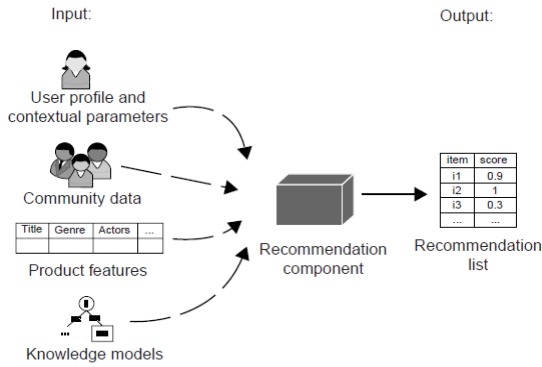 Input:
Output:
User profile and
contextual parameters
Community data
Title Genre Actors ...
Product features
...
Knowledge models
Recommendation
component
item score
i1 0.9
i2 1
i3 0.3
... ...
Recommendation
list